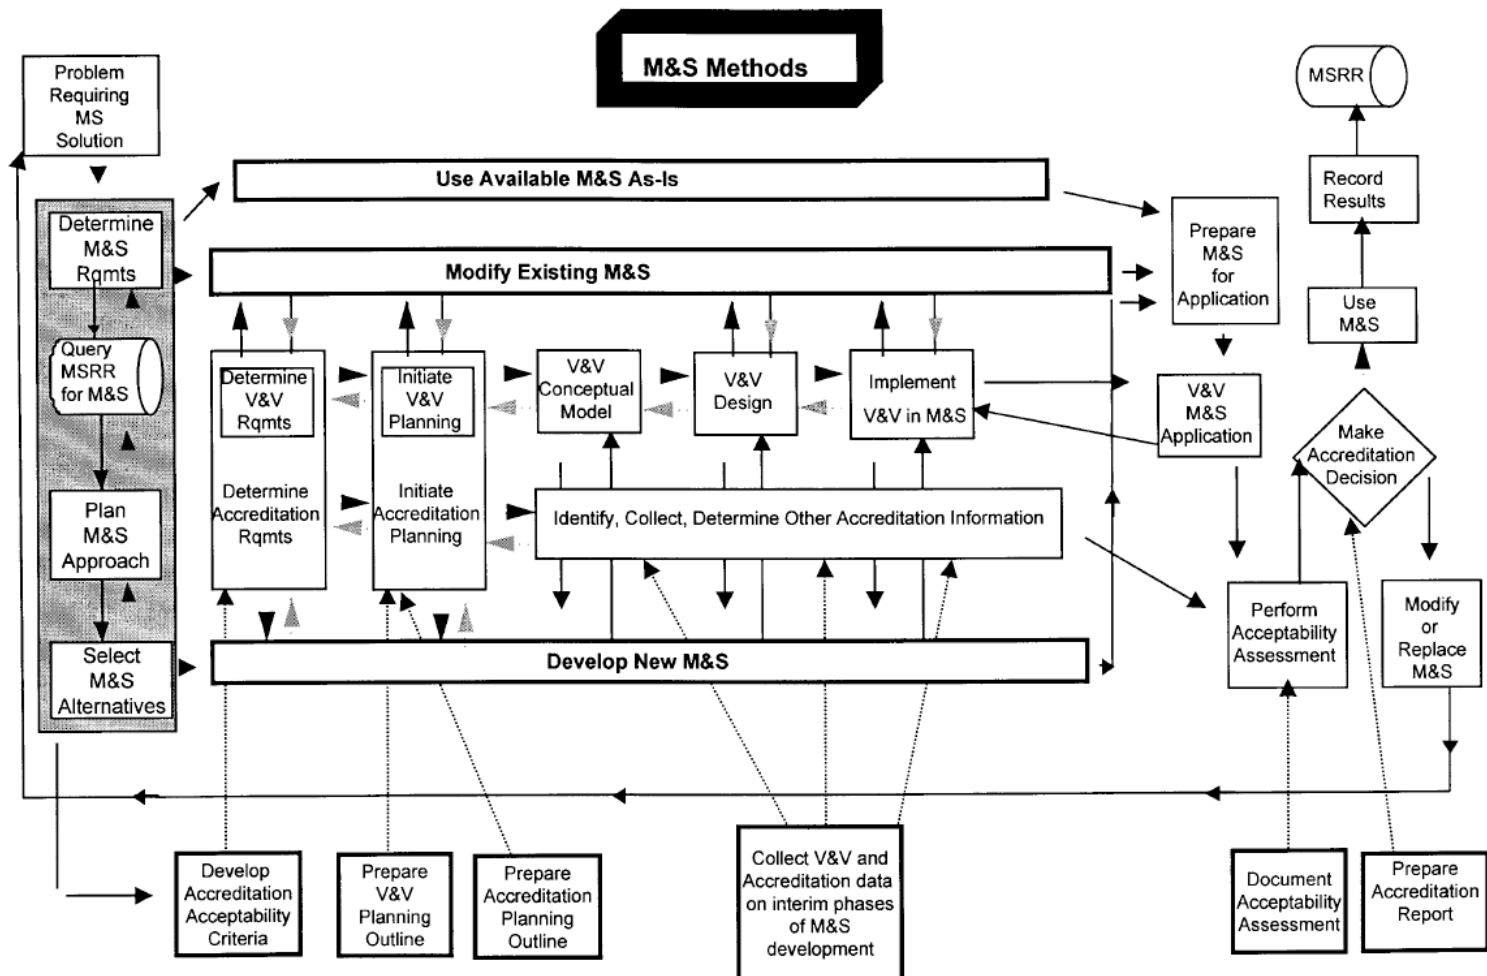 M&S Methods
Problem
Requiring
MS
Solution
MSRR
Use Available M&S As-Is
Record
Results
Determine
M&S
Rqmts
Prepare
M&S
for
Application
Modify Existing M&S
Use
M&S
Query
MSRR
for M&S
Determine
V&V
Rqmts
Initiate
V&V
Planning
V&V
Conceptual
Model
V&V
Design
Implement
V&V in M&S
V&V
M&S
Application
Make
Accreditation
Decision
Plan
M&S
Approach
Determine
Accreditation
Rqmts
Initiate
Accreditation
Planning
Identify, Collect, Determine Other Accreditation Information
Perform
Acceptability
Assessment
Modify
or
Replace
M&S
Select
M&S
Alternatives
Develop New M&S
Develop
Accreditation
Acceptability
Criteria
Prepare
V&V
Planning
Outline
Prepare
Accreditation
Planning
Outline
Collect V&V and
Accreditation data
on interim phases
of M&S
development
Document
Acceptability
Assessment
Prepare
Accreditation
Report